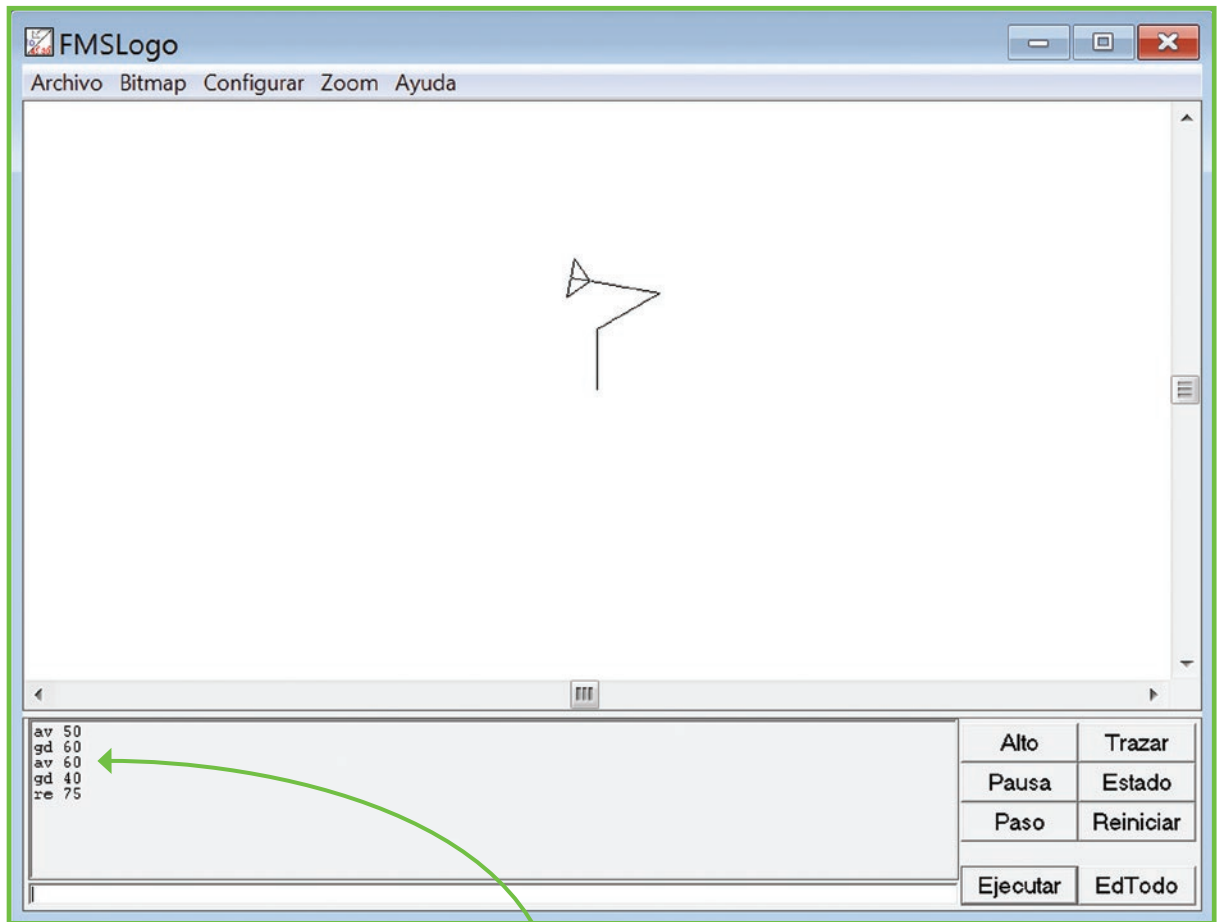 FMSLogo
Archivo Bitmap Configurar Zoom Ayuda
av 50
gd 60
av 60
gd 40
re 75
Alto Trazar
Pausa Estado
Paso Reiniciar
Ejecutar EdTodo